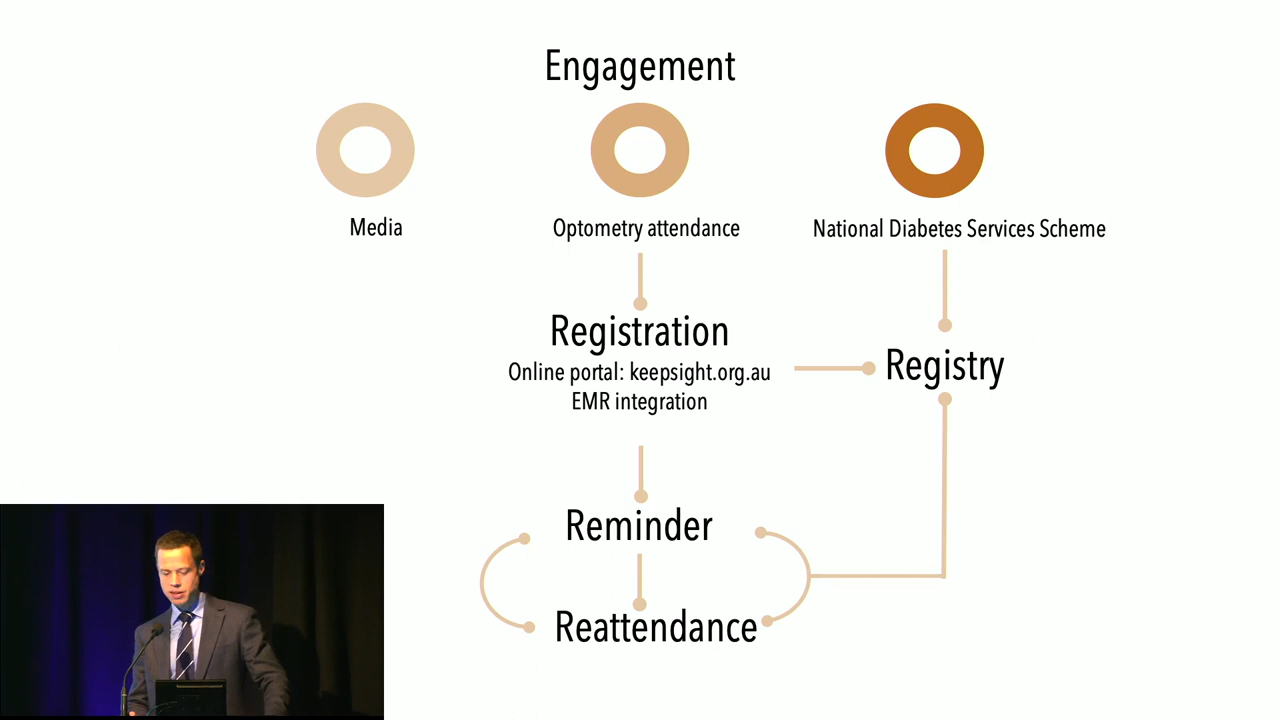 Engagement
Media
Optometry attendance
National Diabetes Services Scheme
Registration
Online portal: keepsight.org.au
EMR integration
Registry
Reminder
Reattendance